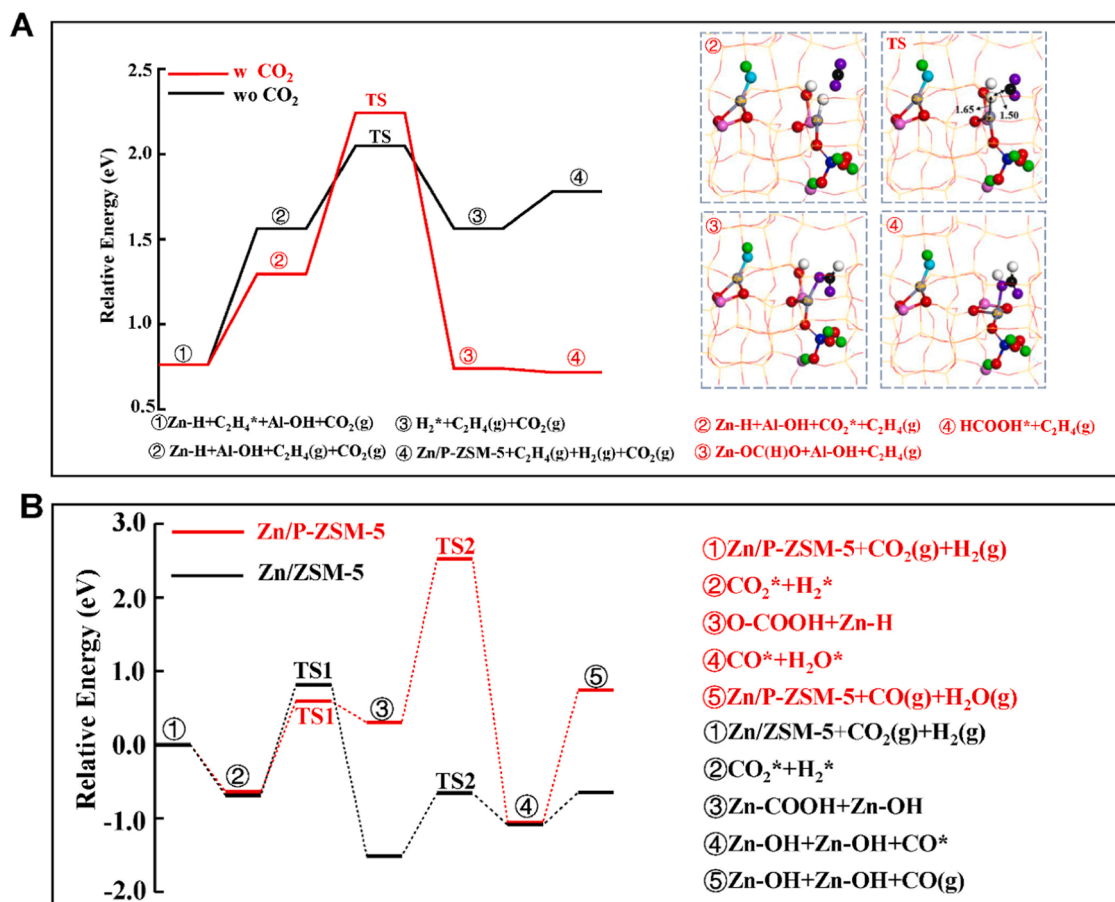 A
Relative Energy (eV)
2.5
2.0
1.5
1.0
0.5
w CO₂
wo CO₂
TS
TS
①
②
②
③
④
③
④
①Zn-H+C₂H₄*+Al-OH+CO₂(g)
③ H₂*+C₂H₄(g)+CO₂(g)
② Zn-H+Al-OH+C₂H₄(g)+CO₂(g)
④ Zn/P-ZSM-5+C₂H₄(g)+H₂(g)+CO₂(g)
②
TS
1.65
1.50
③
④
② Zn-H+Al-OH+CO₂*+C₂H₄(g)
④ HCOOH*+C₂H₄(g)
③ Zn-OC(H)O+Al-OH+C₂H₄(g)
B
Relative Energy (eV)
3.0
2.0
1.0
0.0
-1.0
-2.0
Zn/P-ZSM-5
Zn/ZSM-5
TS2
TS1
TS1
①
②
③
TS2
④
⑤
①Zn/P-ZSM-5+CO₂(g)+H₂(g)
②CO₂*+H₂*
③O-COOH+Zn-H
④CO*+H₂O*
⑤Zn/P-ZSM-5+CO(g)+H₂O(g)
①Zn/ZSM-5+CO₂(g)+H₂(g)
②CO₂*+H₂*
③Zn-COOH+Zn-OH
④Zn-OH+Zn-OH+CO*
⑤Zn-OH+Zn-OH+CO(g)